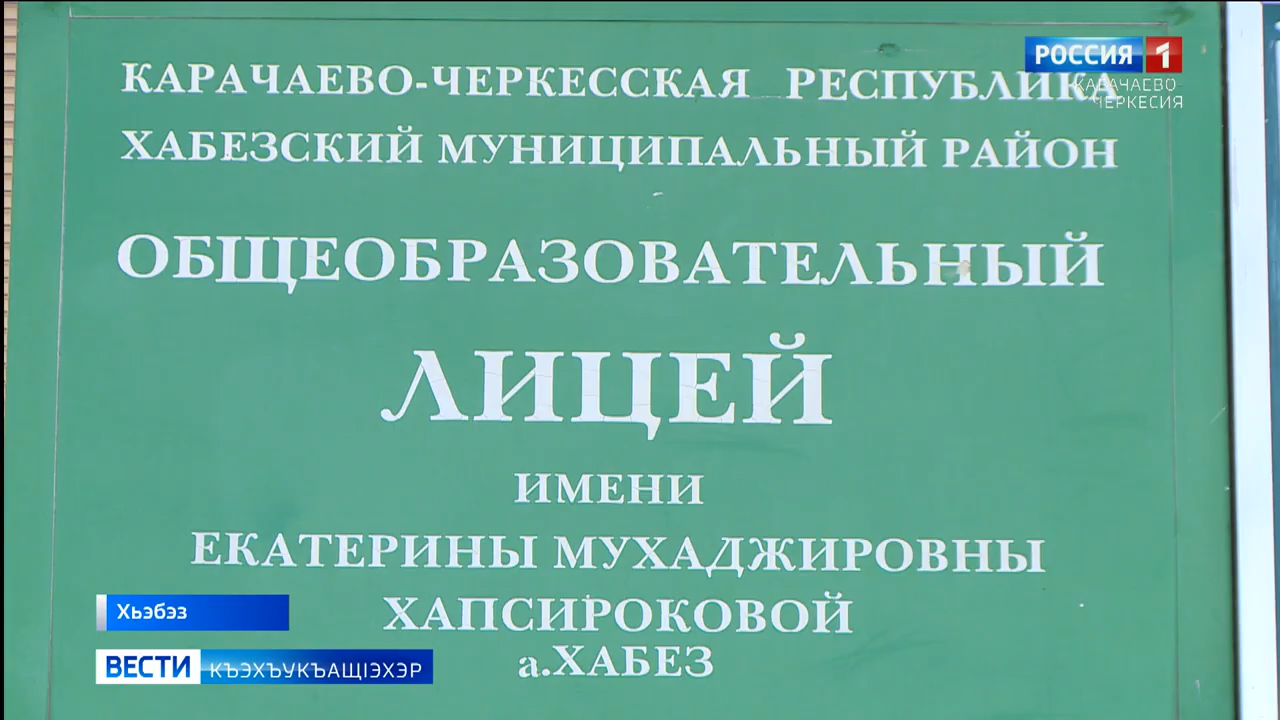 РОССИЯ 1
КАРАЧАЕВО-
ЧЕРКЕСИЯ
КАРАЧАЕВО-ЧЕРКЕССКАЯ РЕСПУБЛИКА
ХАБЕЗСКИЙ МУНИЦИПАЛЬНЫЙ РАЙОН
ОБЩЕОБРАЗОВАТЕЛЬНЫЙ
ЛИЦЕЙ
ИМЕНИ
ЕКАТЕРИНЫ МУХАДЖИРОВНЫ
ХАПСИРОКОВОЙ
а.ХАБЕЗ
Хьэбэз
ВЕСТИ КЪЭХЪУКЪАЩIЭХЭР